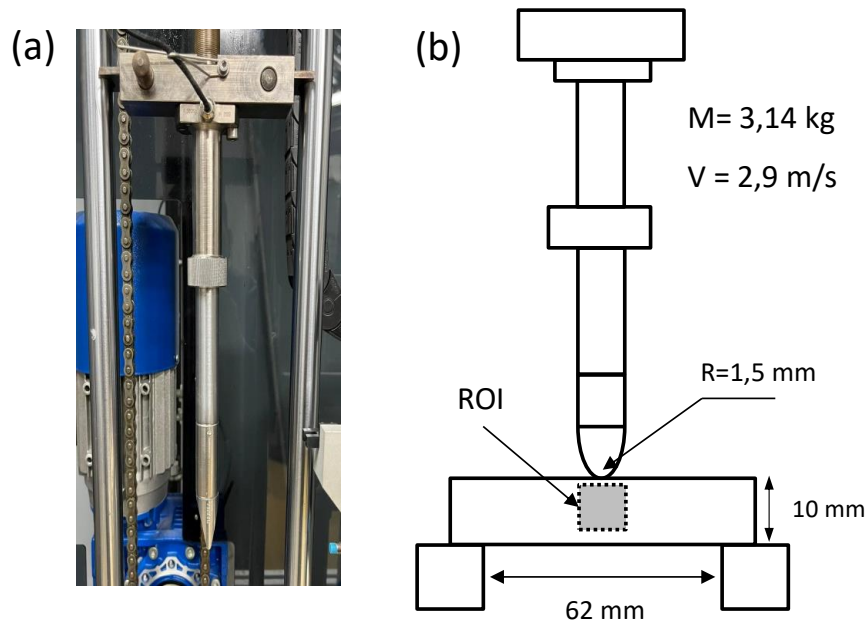 (a)
(b)
M= 3,14 kg
V = 2,9 m/s
R=1,5 mm
ROI
10 mm
62 mm